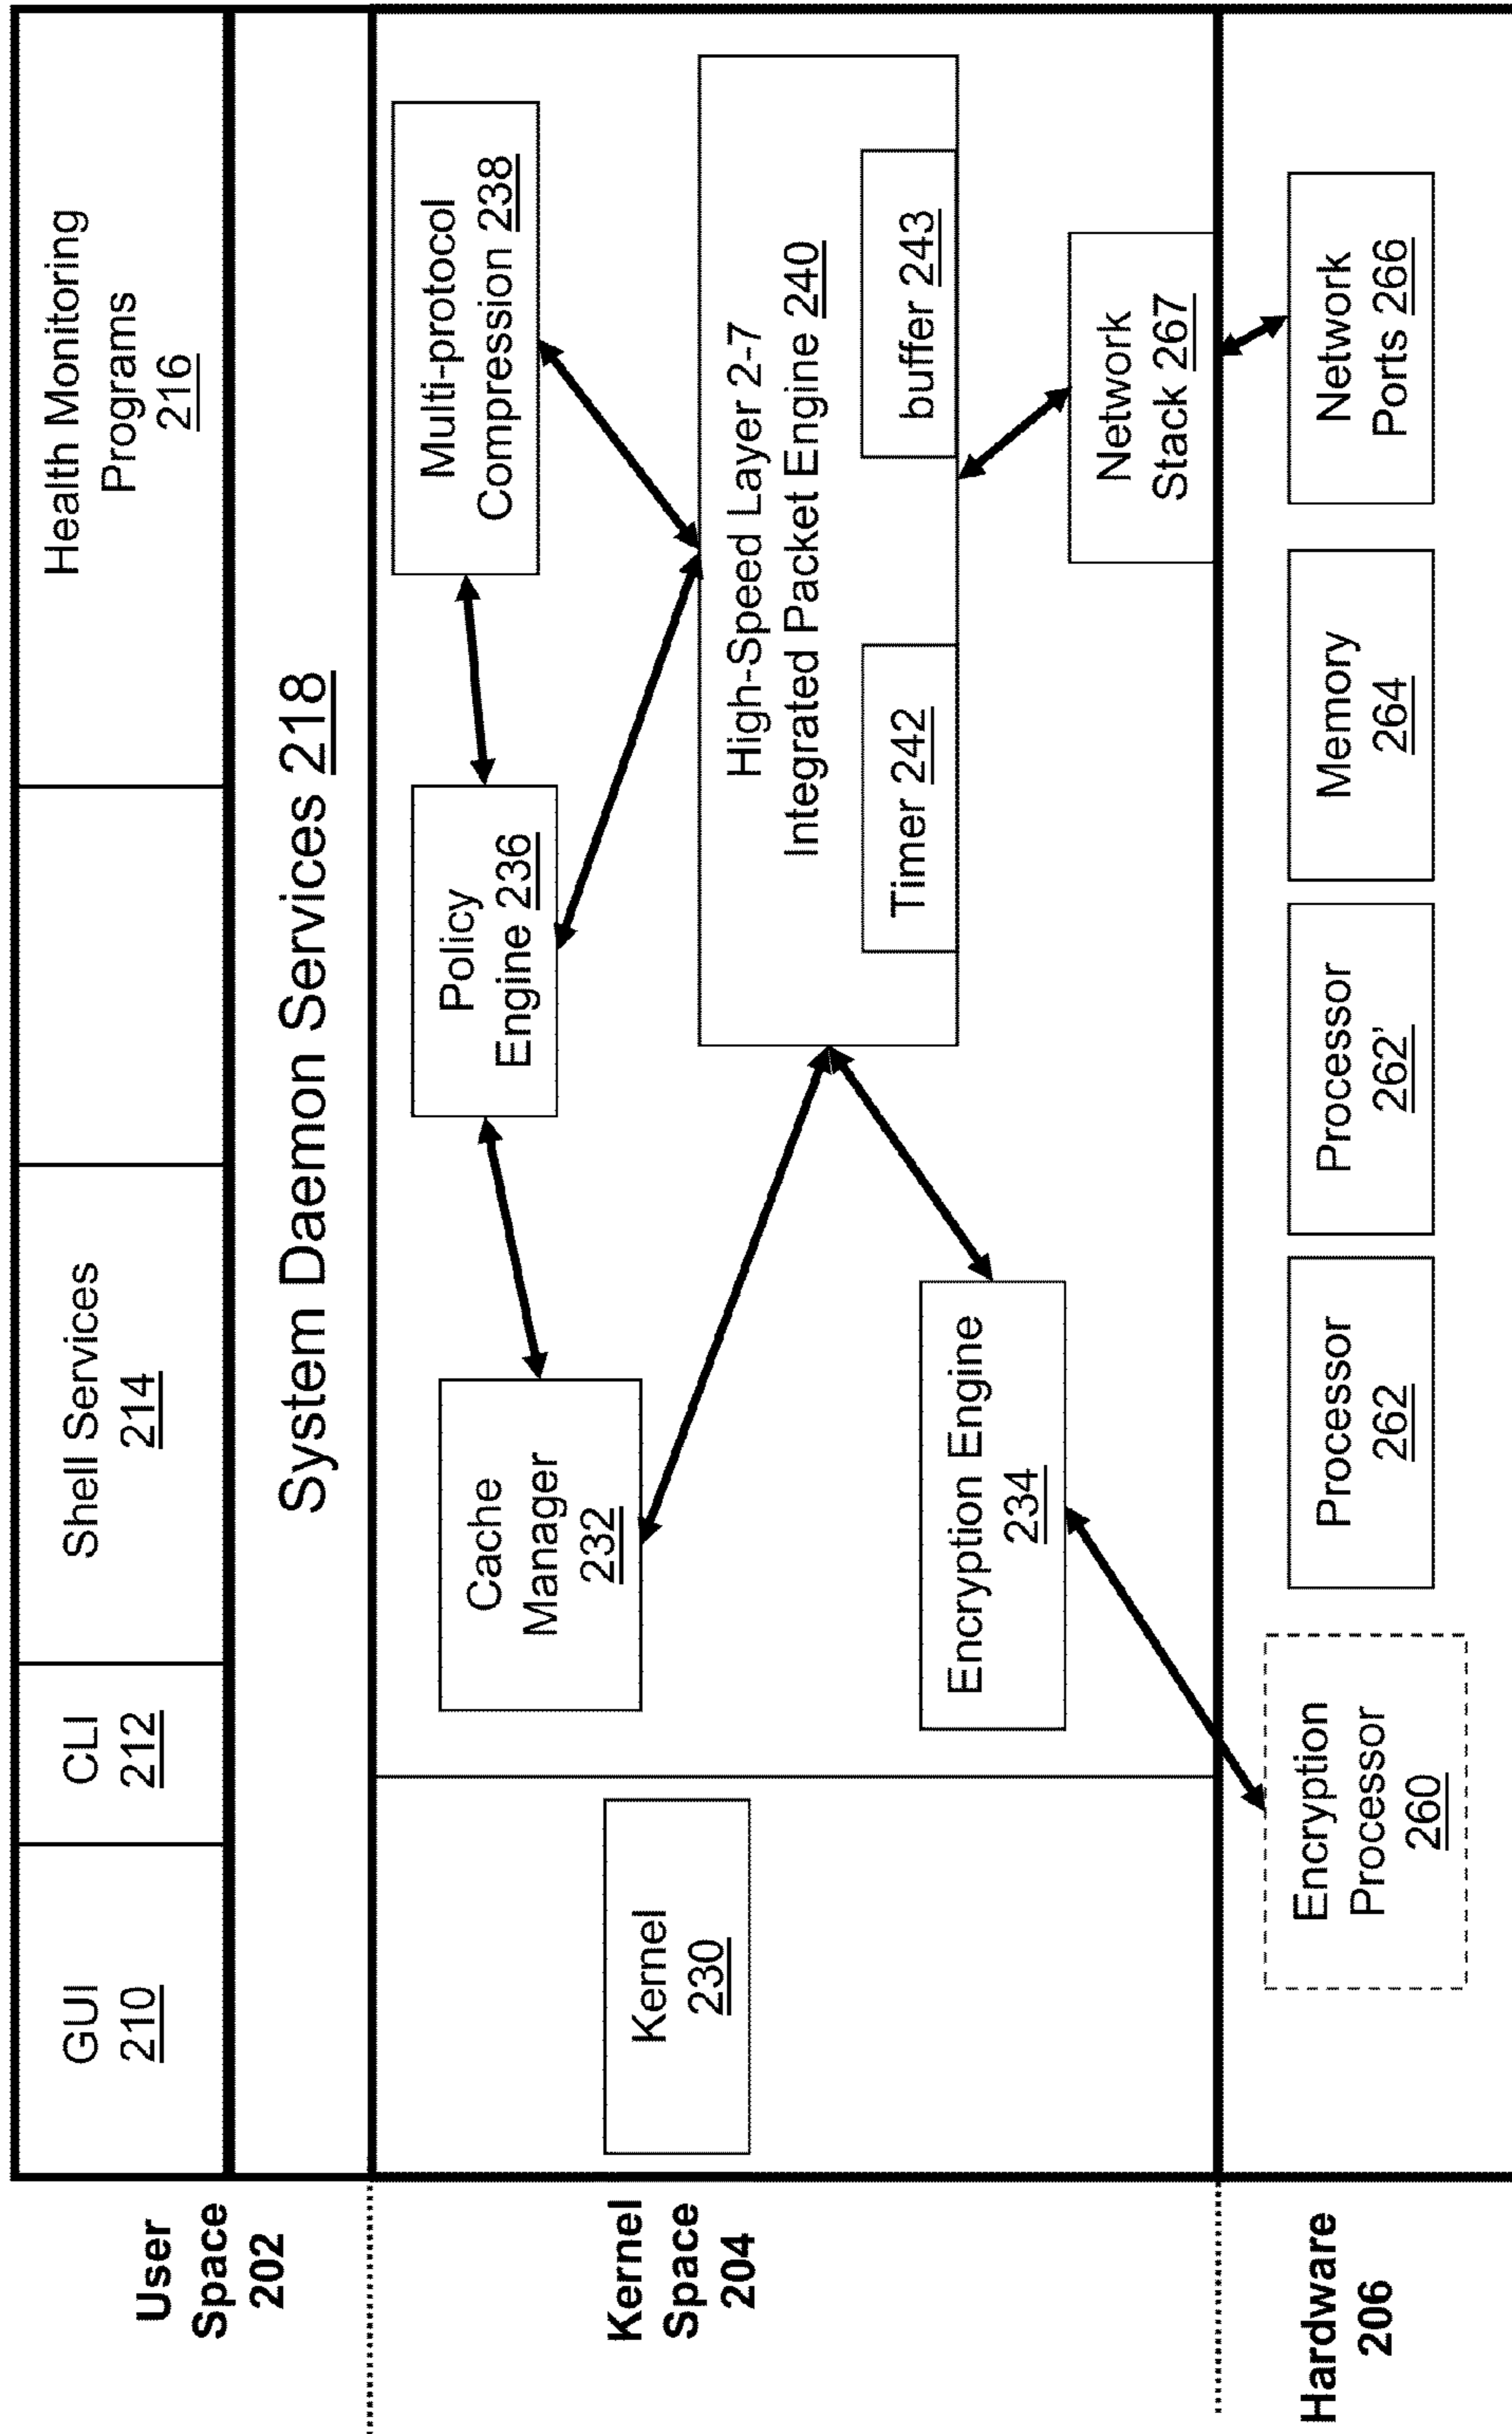 User
Space
202
GUI
210
CLI
212
Shell Services
214
Health Monitoring
Programs
216
System Daemon Services 218
Kernel
Space
204
Kernel
230
Cache
Manager
232
Policy
Engine 236
Multi-protocol
Compression 238
High-Speed Layer 2-7
Integrated Packet Engine 240
Timer 242
buffer 243
Encryption Engine
234
Network
Stack 267
Hardware
206
Encryption
Processor
260
Processor
262
Processor
262'
Memory
264
Network
Ports 266